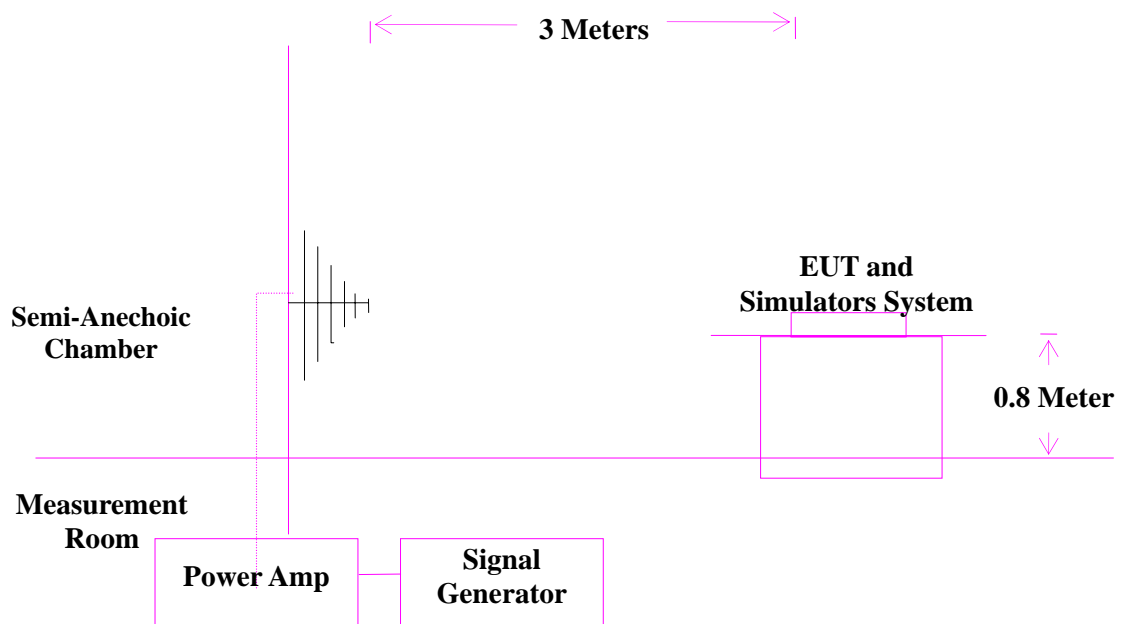 3 Meters
EUT and
Simulators System
Semi-Anechoic
Chamber
0.8 Meter
Measurement
Room
Power Amp
Signal
Generator